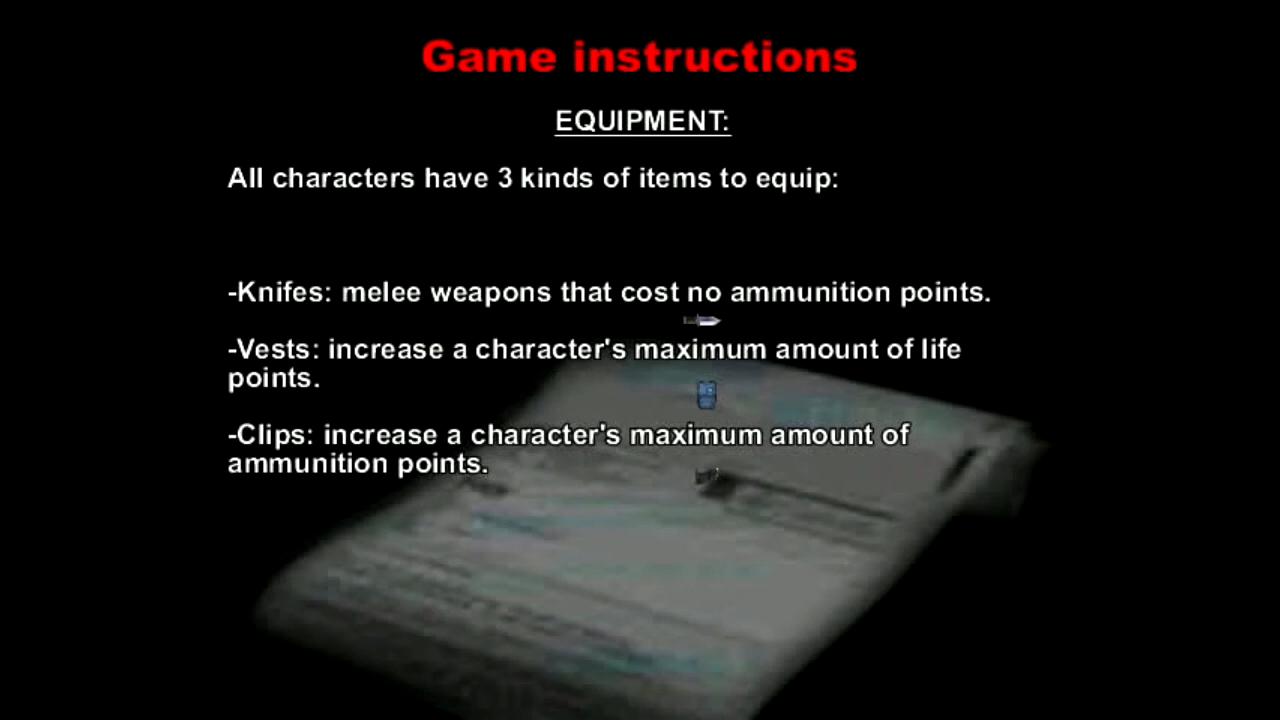 Game instructions
EQUIPMENT:
All characters have 3 kinds of items to equip:
-Knifes: melee weapons that cost no ammunition points.
-Vests: increase a character's maximum amount of life
points.
-Clips: increase a character's maximum amount of
ammunition points.